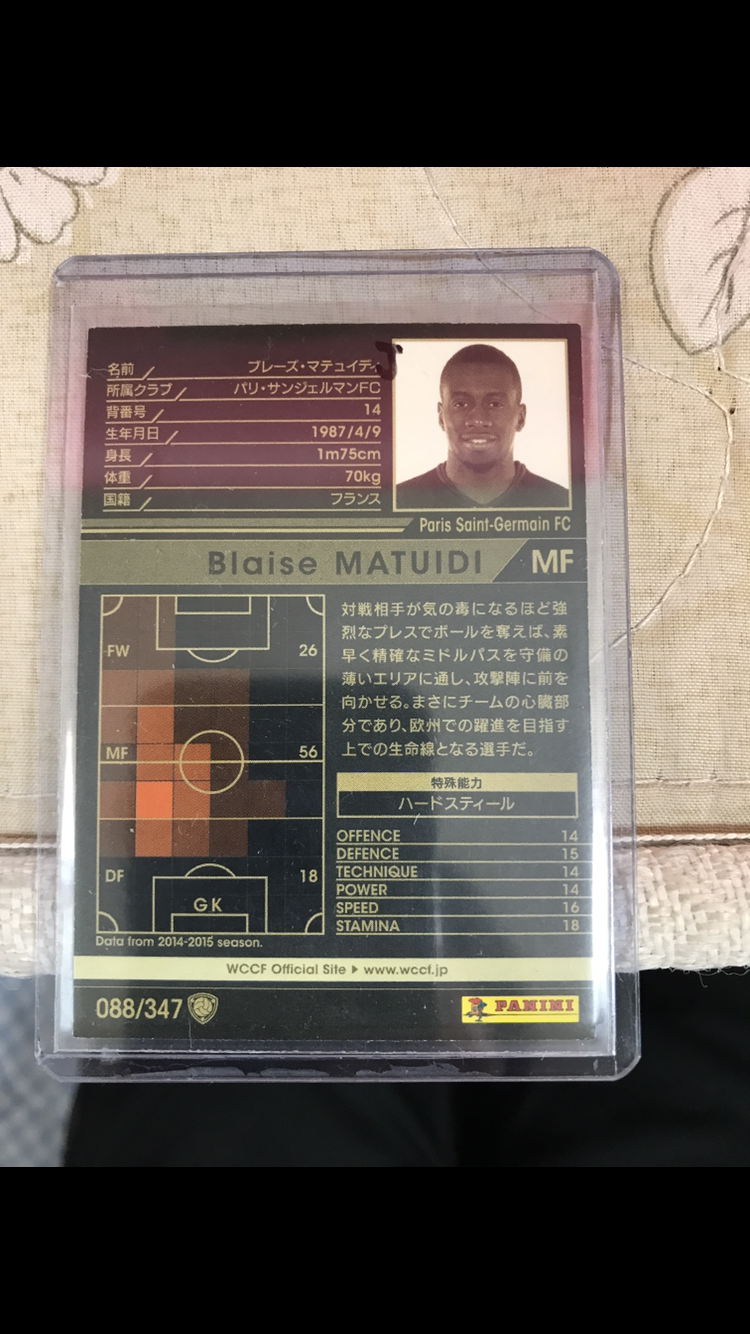 名前 ブレーズ・マテュイディ
所属クラブ パリ・サンジェルマンFC
背番号 14
生年月日 1987/4/9
身長 1m75cm
体重 70kg
国籍 フランス
J
Paris Saint-Germain FC
Blaise MATUIDI MF
FW 26
MF 56
DF 18
GK
Data from 2014-2015 season.
対戦相手が気の毒になるほど強
烈なプレスでボールを奪えば、素
早く精確なミドルパスを守備の
薄いエリアに通し、攻撃陣に前を
向かせる。まさにチームの心臓部
分であり、欧州での躍進を目指す
上での生命線となる選手だ。
特殊能力
ハードスティール
OFFENCE 14
DEFENCE 15
TECHNIQUE 14
POWER 14
SPEED 16
STAMINA 18
WCCF Official Site ▶ www.wccf.jp
088/347
PANINI